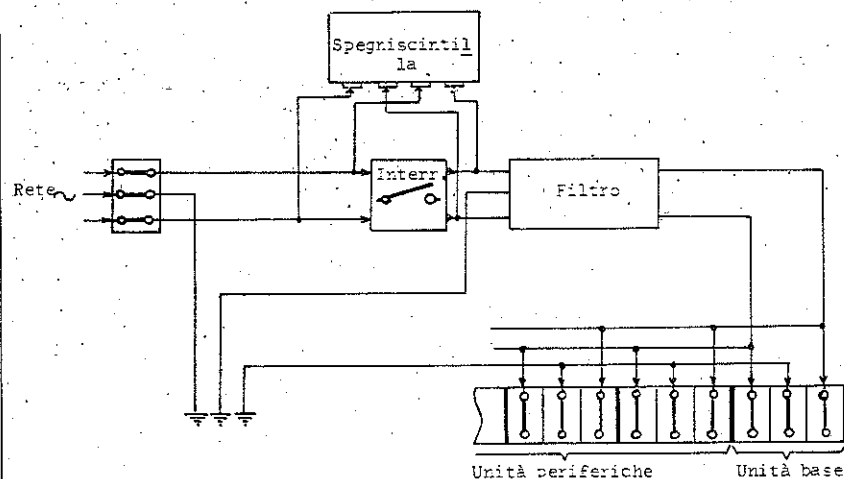 Spegniscintil
la
Interr.
Filtro
Rete
Unità periferiche
Unità base